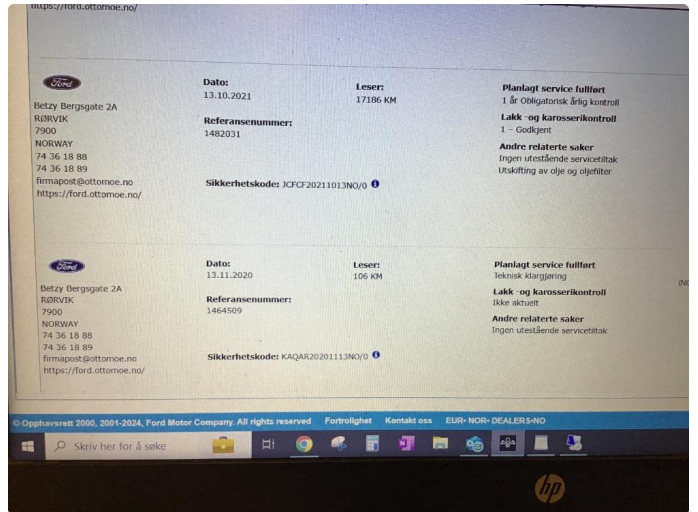 https://ford.ottomoe.no/
Ford
Betzy Bergsgate 2A
RØRVIK
7900
NORWAY
74 36 18 88
74 36 18 89
firmapost@ottomoe.no
https://ford.ottomoe.no/
Dato:
13.10.2021
Referansenummer:
1482031
Sikkerhetskode: JCFCF20211013NO/0
Leser:
17186 KM
Planlagt service fullført
1 år Obligatorisk årlig kontroll
Lakk -og karosserikontroll
1 - Godkjent
Andre relaterte saker
Ingen utestående servicetiltak
Utskifting av olje og oljefilter
Ford
Betzy Bergsgate 2A
RØRVIK
7900
NORWAY
74 36 18 88
74 36 18 89
firmapost@ottomoe.no
https://ford.ottomoe.no/
Dato:
13.11.2020
Referansenummer:
1464509
Sikkerhetskode: KAQAR20201113NO/0
Leser:
106 KM
Planlagt service fullført
Teknisk klargjøring
Lakk -og karosserikontroll
Ikke aktuelt
Andre relaterte saker
Ingen utestående servicetiltak
© Opphavsrett 2000, 2001-2024, Ford Motor Company. All rights reserved Fortrolighet Kontakt oss EUR- NOR- DEALERS-NO
Skriv her for å søke
hp